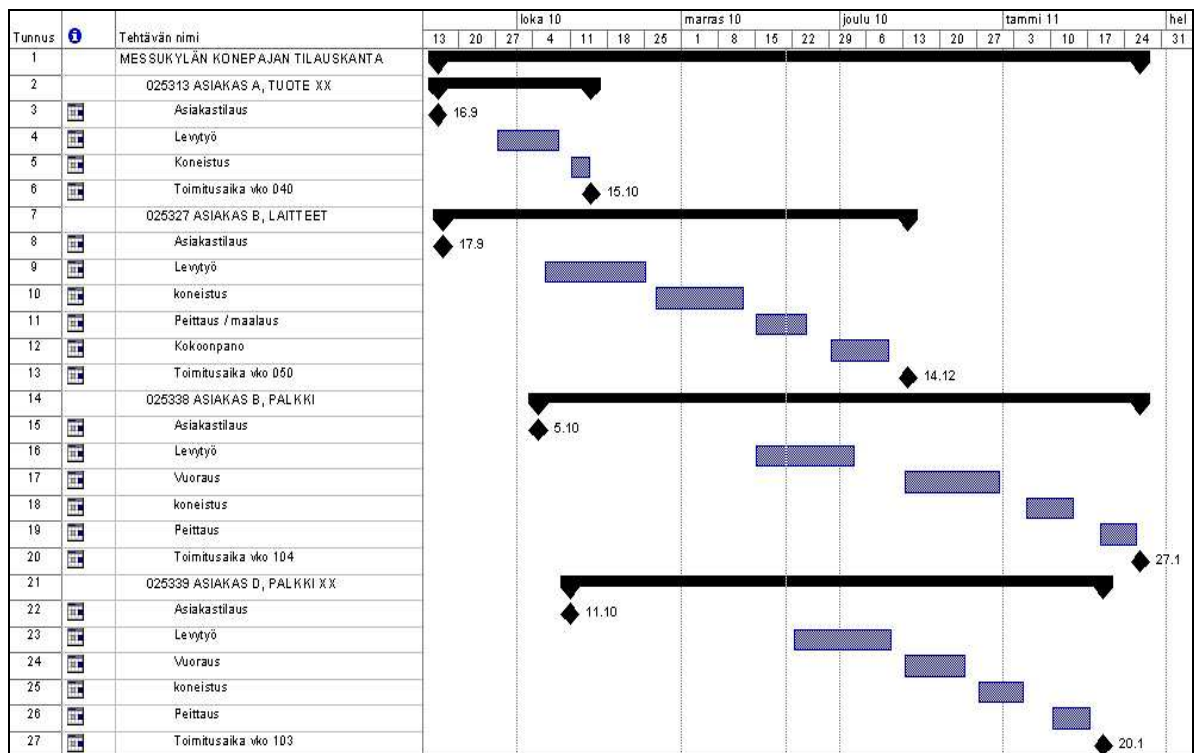 loka 10 marras 10 joulu 10 tammi 11 hel
Tunnus Tehtävän nimi 13 20 27 4 11 18 25 1 8 15 22 29 6 13 20 27 3 10 17 24 31
1 MESSUKYLÄN KONEPAJAN TILAUSKANTA
2 025313 ASIAKAS A, TUOTE XX
3 Asiakastilaus 16.9
4 Levytyö
5 Koneistus
6 Toimitusaika vko 040 15.10
7 025327 ASIAKAS B, LAITTEET
8 Asiakastilaus 17.9
9 Levytyö
10 koneistus
11 Peittaus / maalaus
12 Kokoonpano
13 Toimitusaika vko 050 14.12
14 025338 ASIAKAS B, PALKKI
15 Asiakastilaus 5.10
16 Levytyö
17 Vuoraus
18 koneistus
19 Peittaus
20 Toimitusaika vko 104 27.1
21 025339 ASIAKAS D, PALKKI XX
22 Asiakastilaus 11.10
23 Levytyö
24 Vuoraus
25 koneistus
26 Peittaus
27 Toimitusaika vko 103 20.1